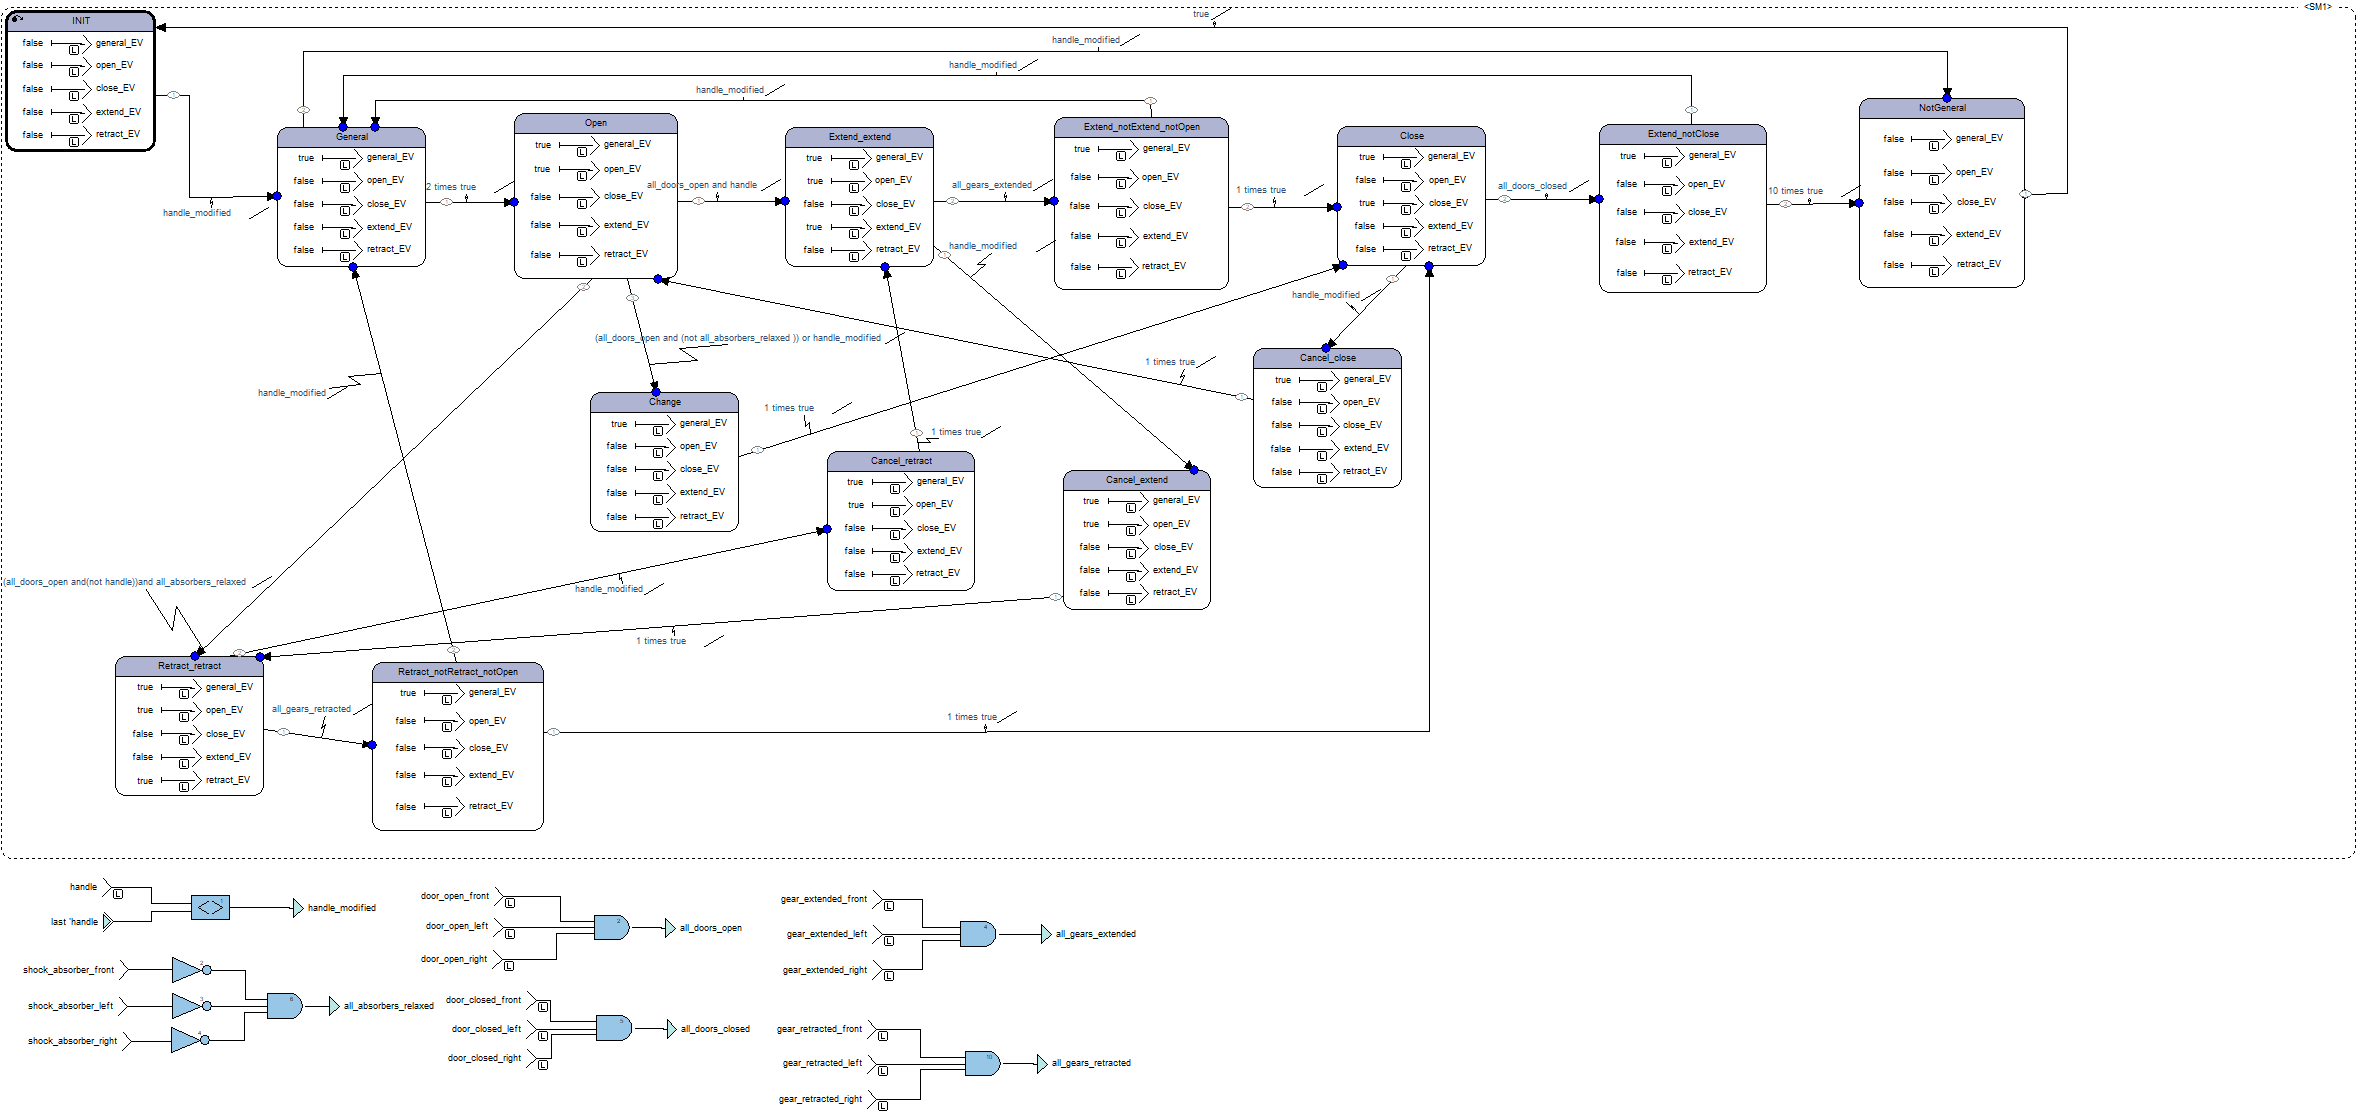 <SM1>
true
INIT
false general_EV
false open_EV
false close_EV
false extend_EV
false retract_EV
handle_modified
handle_modified
handle_modified
handle_modified
General
true general_EV
false open_EV
false close_EV
false extend_EV
false retract_EV
2 times true
Open
true general_EV
true open_EV
false close_EV
false extend_EV
false retract_EV
all_doors_open and handle
Extend_extend
true general_EV
true open_EV
false close_EV
true extend_EV
false retract_EV
all_gears_extended
handle_modified
Extend_notExtend_notOpen
true general_EV
false open_EV
false close_EV
false extend_EV
false retract_EV
1 times true
Close
true general_EV
false open_EV
true close_EV
false extend_EV
false retract_EV
all_doors_closed
Extend_notClose
true general_EV
false open_EV
false close_EV
false extend_EV
false retract_EV
10 times true
NotGeneral
false general_EV
false open_EV
false close_EV
false extend_EV
false retract_EV
handle_modified
(all_doors_open and (not all_absorbers_relaxed )) or handle_modified
1 times true
handle_modified
Cancel_close
true general_EV
false open_EV
false close_EV
false extend_EV
false retract_EV
Change
true general_EV
false open_EV
false close_EV
false extend_EV
false retract_EV
1 times true
1 times true
Cancel_retract
true general_EV
true open_EV
false close_EV
false extend_EV
false retract_EV
Cancel_extend
true general_EV
true open_EV
false close_EV
false extend_EV
false retract_EV
(all_doors_open and(not handle))and all_absorbers_relaxed
handle_modified
1 times true
Retract_retract
true general_EV
true open_EV
false close_EV
false extend_EV
true retract_EV
all_gears_retracted
Retract_notRetract_notOpen
true general_EV
false open_EV
false close_EV
false extend_EV
false retract_EV
1 times true
handle
last 'handle
handle_modified
shock_absorber_front
shock_absorber_left
shock_absorber_right
all_absorbers_relaxed
door_open_front
door_open_left
door_open_right
all_doors_open
door_closed_front
door_closed_left
door_closed_right
all_doors_closed
gear_extended_front
gear_extended_left
gear_extended_right
all_gears_extended
gear_retracted_front
gear_retracted_left
gear_retracted_right
all_gears_retracted